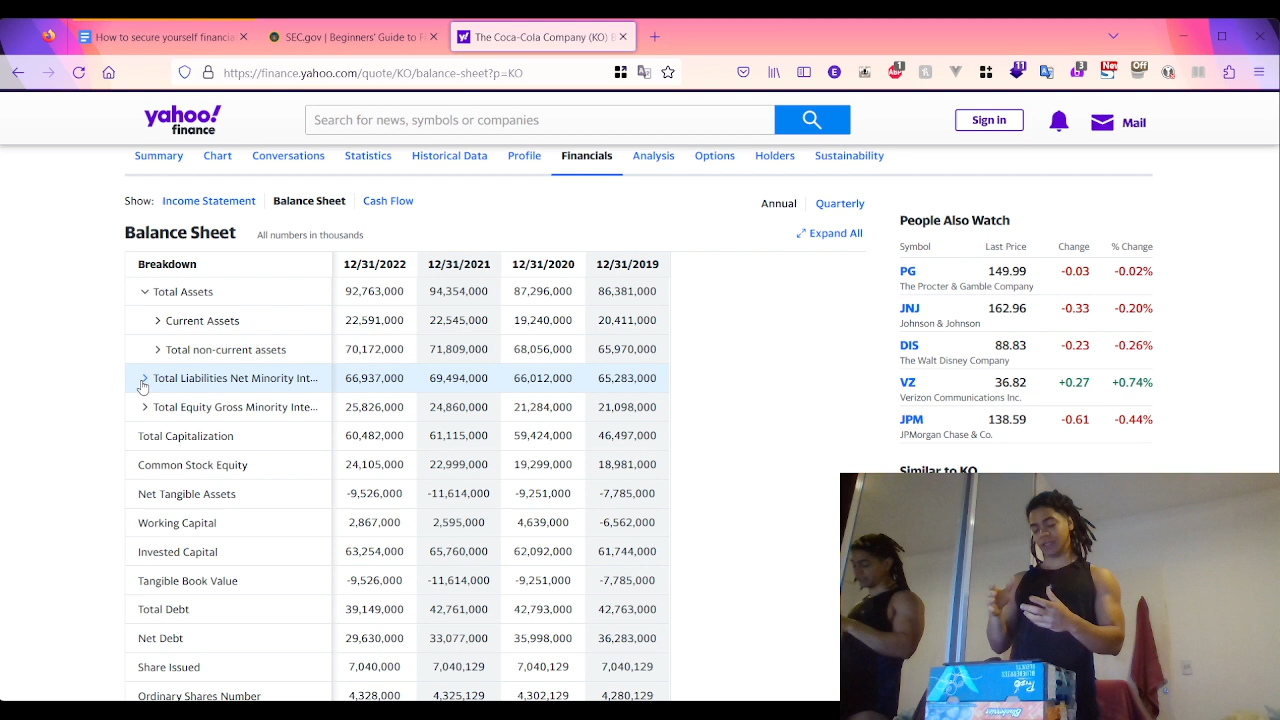 How to secure yourself financia
SEC.gov | Beginners' Guide to F
The Coca-Cola Company (KO) B
https://finance.yahoo.com/quote/KO/balance-sheet?p=KO
11
1
3
New
Off
yahoo!
finance
Search for news, symbols or companies
Sign in
Mail
Summary Chart Conversations Statistics Historical Data Profile Financials Analysis Options Holders Sustainability
Show: Income Statement Balance Sheet Cash Flow
Annual Quarterly
Balance Sheet All numbers in thousands
Expand All
Breakdown 12/31/2022 12/31/2021 12/31/2020 12/31/2019
Total Assets 92,763,000 94,354,000 87,296,000 86,381,000
Current Assets 22,591,000 22,545,000 19,240,000 20,411,000
Total non-current assets 70,172,000 71,809,000 68,056,000 65,970,000
Total Liabilities Net Minority Int... 66,937,000 69,494,000 66,012,000 65,283,000
Total Equity Gross Minority Inte... 25,826,000 24,860,000 21,284,000 21,098,000
Total Capitalization 60,482,000 61,115,000 59,424,000 46,497,000
Common Stock Equity 24,105,000 22,999,000 19,299,000 18,981,000
Net Tangible Assets -9,526,000 -11,614,000 -9,251,000 -7,785,000
Working Capital 2,867,000 2,595,000 4,639,000 -6,562,000
Invested Capital 63,254,000 65,760,000 62,092,000 61,744,000
Tangible Book Value -9,526,000 -11,614,000 -9,251,000 -7,785,000
Total Debt 39,149,000 42,761,000 42,793,000 42,763,000
Net Debt 29,630,000 33,077,000 35,998,000 36,283,000
Share Issued 7,040,000 7,040,129 7,040,129 7,040,129
Ordinary Shares Number 4,328,000 4,325,129 4,302,129 4,280,129
People Also Watch
Symbol Last Price Change % Change
PG 149.99 -0.03 -0.02%
The Procter & Gamble Company
JNJ 162.96 -0.33 -0.20%
Johnson & Johnson
DIS 88.83 -0.23 -0.26%
The Walt Disney Company
VZ 36.82 +0.27 +0.74%
Verizon Communications Inc.
JPM 138.59 -0.61 -0.44%
JPMorgan Chase & Co.
Similar to KO